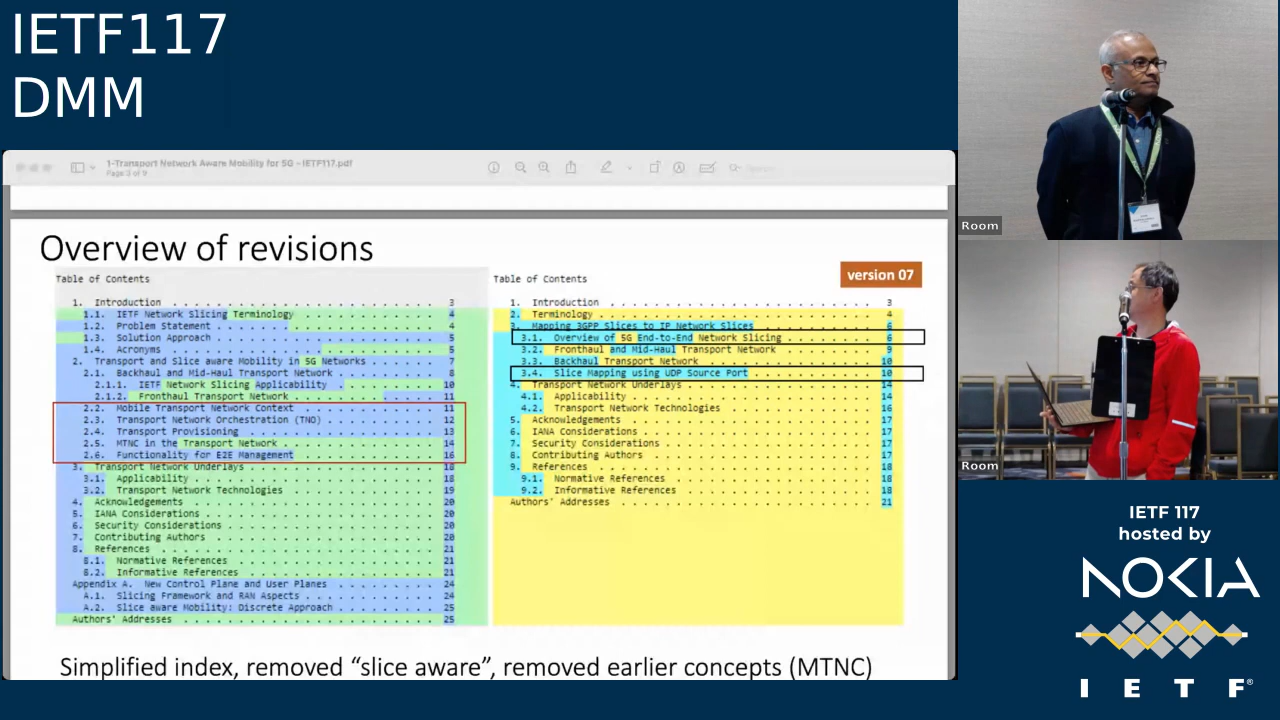 IETF117
DMM
1-Transport Network Aware Mobility for 5G - IETF117.pdf
Page 3 of 9
Overview of revisions
version 07
Table of Contents
1. Introduction . . . . . . . . . . . . . . . . . . . . . . . . 3
1.1. IETF Network Slicing Terminology . . . . . . . . . . . . 4
1.2. Problem Statement . . . . . . . . . . . . . . . . . . . . 4
1.3. Solution Approach . . . . . . . . . . . . . . . . . . . . 5
1.4. Acronyms . . . . . . . . . . . . . . . . . . . . . . . . 5
2. Transport and Slice aware Mobility in 5G Networks . . . . . . 7
2.1. Backhaul and Mid-Haul Transport Network . . . . . . . . . 8
2.1.1. IETF Network Slicing Applicability . . . . . . . . . . 10
2.1.2. Fronthaul Transport Network . . . . . . . . . . . . . 11
2.2. Mobile Transport Network Context . . . . . . . . . . . . 11
2.3. Transport Network Orchestration (TNO) . . . . . . . . . . 12
2.4. Transport Provisioning . . . . . . . . . . . . . . . . . 13
2.5. MTNC in the Transport Network . . . . . . . . . . . . . . 14
2.6. Functionality for E2E Management . . . . . . . . . . . . 16
3. Transport Network Underlays . . . . . . . . . . . . . . . . . 18
3.1. Applicability . . . . . . . . . . . . . . . . . . . . . . 18
3.2. Transport Network Technologies . . . . . . . . . . . . . 19
4. Acknowledgements . . . . . . . . . . . . . . . . . . . . . . 20
5. IANA Considerations . . . . . . . . . . . . . . . . . . . . . 20
6. Security Considerations . . . . . . . . . . . . . . . . . . . 20
7. Contributing Authors . . . . . . . . . . . . . . . . . . . . 20
8. References . . . . . . . . . . . . . . . . . . . . . . . . . 21
8.1. Normative References . . . . . . . . . . . . . . . . . . 21
8.2. Informative References . . . . . . . . . . . . . . . . . 21
Appendix A. New Control Plane and User Planes . . . . . . . . . . 24
A.1. Slicing Framework and RAN Aspects . . . . . . . . . . . . 24
A.2. Slice aware Mobility: Discrete Approach . . . . . . . . . 25
Authors' Addresses . . . . . . . . . . . . . . . . . . . . . . . 25
Table of Contents
1. Introduction . . . . . . . . . . . . . . . . . . . . . . . . 3
2. Terminology . . . . . . . . . . . . . . . . . . . . . . . . . 4
3. Mapping 3GPP Slices to IP Network Slices . . . . . . . . . . 6
3.1. Overview of 5G End-to-End Network Slicing . . . . . . . . 6
3.2. Fronthaul and Mid-Haul Transport Network . . . . . . . . 9
3.3. Backhaul Transport Network . . . . . . . . . . . . . . . 10
3.4. Slice Mapping using UDP Source Port . . . . . . . . . . . 10
4. Transport Network Underlays . . . . . . . . . . . . . . . . . 14
4.1. Applicability . . . . . . . . . . . . . . . . . . . . . . 14
4.2. Transport Network Technologies . . . . . . . . . . . . . 16
5. Acknowledgements . . . . . . . . . . . . . . . . . . . . . . 17
6. IANA Considerations . . . . . . . . . . . . . . . . . . . . . 17
7. Security Considerations . . . . . . . . . . . . . . . . . . . 17
8. Contributing Authors . . . . . . . . . . . . . . . . . . . . 17
9. References . . . . . . . . . . . . . . . . . . . . . . . . . 18
9.1. Normative References . . . . . . . . . . . . . . . . . . 18
9.2. Informative References . . . . . . . . . . . . . . . . . 18
Authors' Addresses . . . . . . . . . . . . . . . . . . . . . . . 21
Simplified index, removed “slice aware”, removed earlier concepts (MTNC)
Room
Room
IETF 117
hosted by
NOKIA
I E T F®